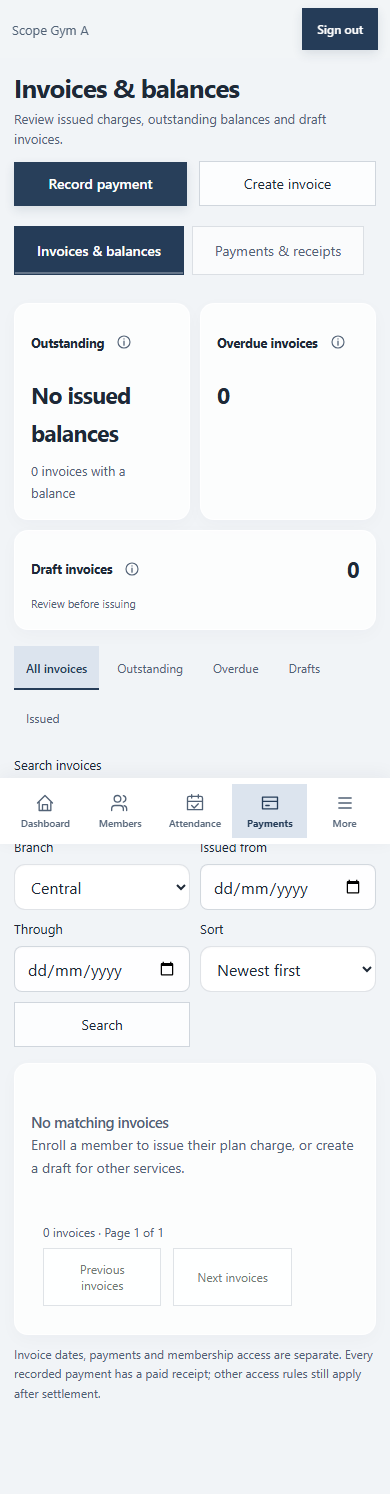 Scope Gym A
Sign out
Invoices & balances
Review issued charges, outstanding balances and draft
invoices.
Record payment
Create invoice
Invoices & balances
Payments & receipts
Outstanding
Overdue invoices
No issued
balances
0
0 invoices with a
balance
Draft invoices
0
Review before issuing
All invoices
Outstanding
Overdue
Drafts
Issued
Search invoices
Dashboard
Members
Attendance
Payments
More
Branch
Issued from
Central
dd/mm/yyyy
Through
Sort
dd/mm/yyyy
Newest first
Search
No matching invoices
Enroll a member to issue their plan charge, or create
a draft for other services.
0 invoices · Page 1 of 1
Previous
invoices
Next invoices
Invoice dates, payments and membership access are separate. Every
recorded payment has a paid receipt; other access rules still apply
after settlement.